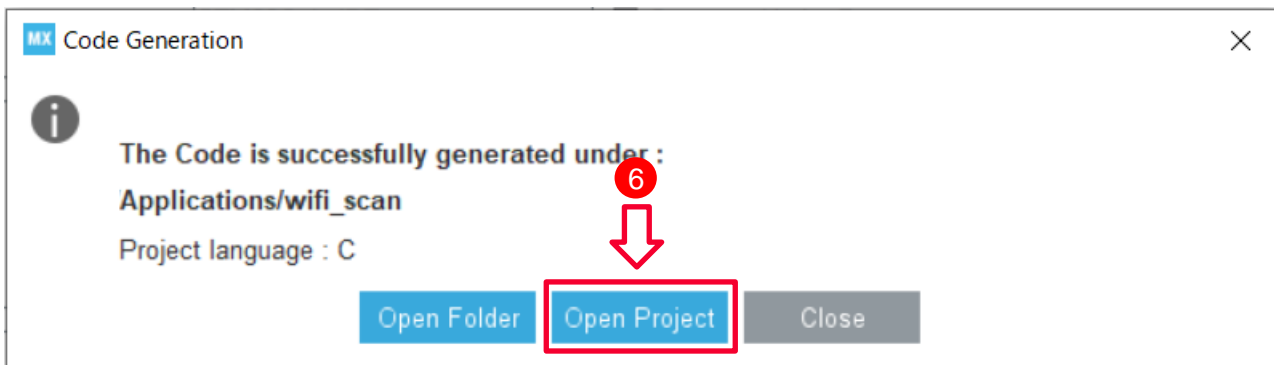 MX Code Generation
The Code is successfully generated under :
/Applications/wifi_scan
Project language : C
6
Open Folder Open Project Close